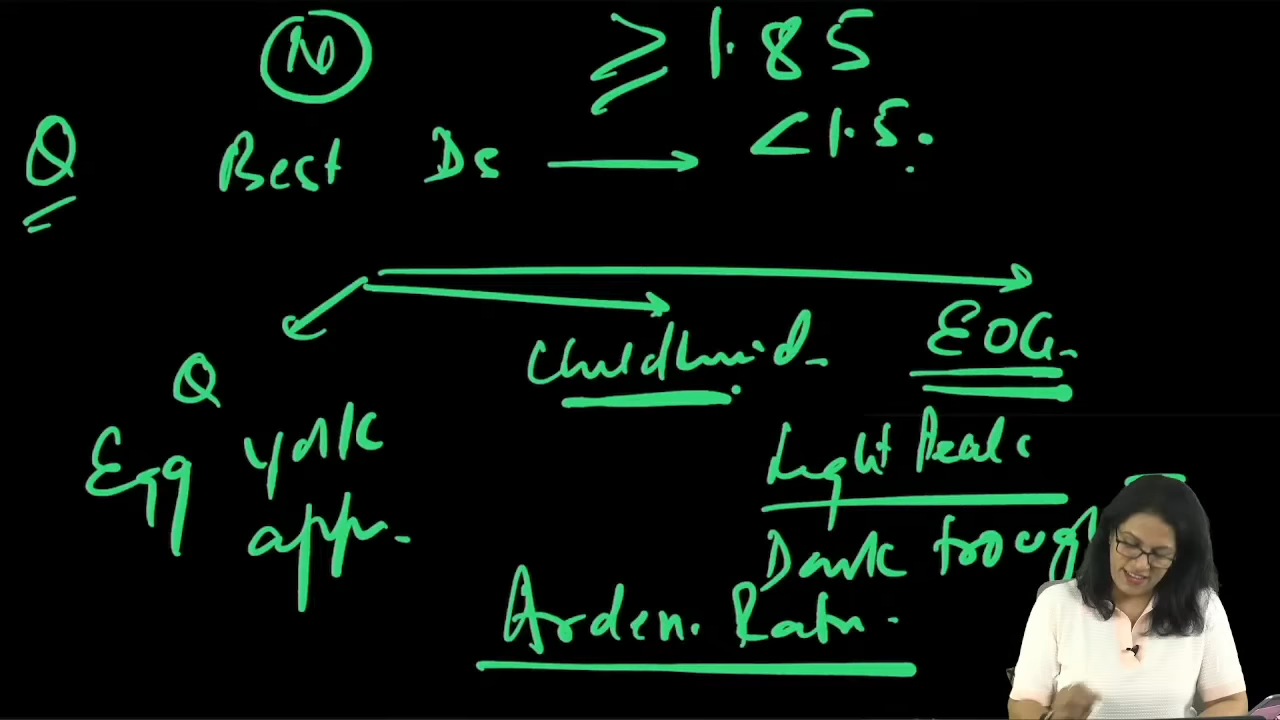 N ≥ 1.85
Q Best Ds → < 1.5.
Childhood. EOG.
Q
Egg yolk Light Peak
app. Dark trough
Arden. Ratio.